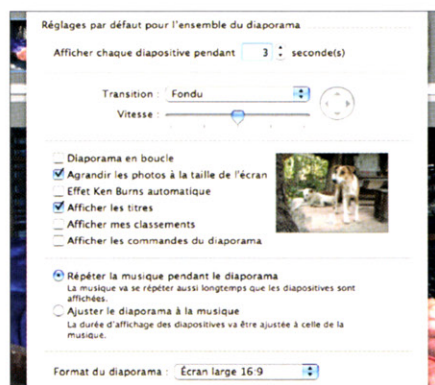 Réglages par défaut pour l'ensemble du diaporama
Afficher chaque diapositive pendant 3 seconde(s)
Transition : Fondu
Vitesse :
Diaporama en boucle
Agrandir les photos à la taille de l'écran
Effet Ken Burns automatique
Afficher les titres
Afficher mes classements
Afficher les commandes du diaporama
Répéter la musique pendant le diaporama
La musique va se répéter aussi longtemps que les diapositives sont
affichées.
Ajuster le diaporama à la musique
La durée d'affichage des diapositives va être ajustée à celle de la
musique.
Format du diaporama : Écran large 16:9